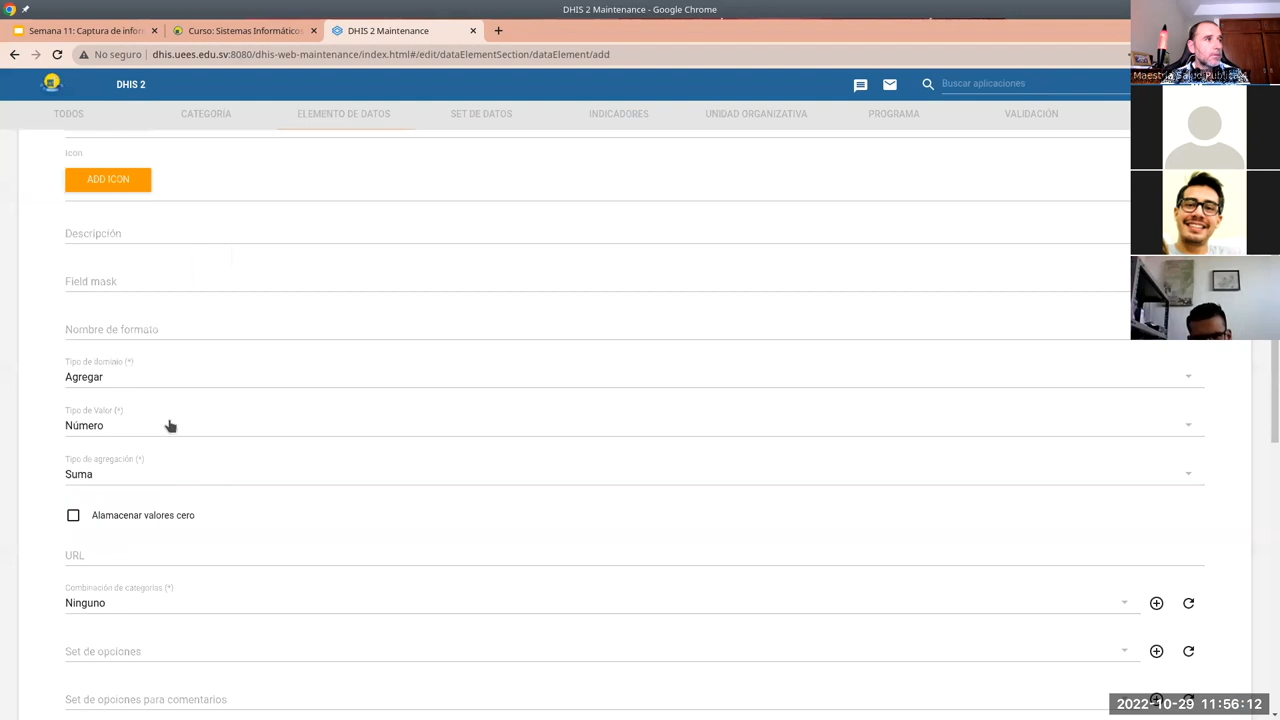 DHIS 2 Maintenance - Google Chrome
Semana 11: Captura de infor
Curso: Sistemas Informáticos
DHIS 2 Maintenance
No seguro
dhis.uees.edu.sv:8080/dhis-web-maintenance/index.html#/edit/dataElementSection/dataElement/add
DHIS 2
Buscar aplicaciones
TODOS
CATEGORÍA
ELEMENTO DE DATOS
SET DE DATOS
INDICADORES
UNIDAD ORGANIZATIVA
PROGRAMA
VALIDACIÓN
Maestría Salud Pública
Icon
ADD ICON
Descripción
Field mask
Nombre de formato
Tipo de dominio (*)
Agregar
Tipo de Valor (*)
Número
Tipo de agregación (*)
Suma
Alamacenar valores cero
URL
Combinación de categorías (*)
Ninguno
Set de opciones
Set de opciones para comentarios
2022-10-29 11:56:12